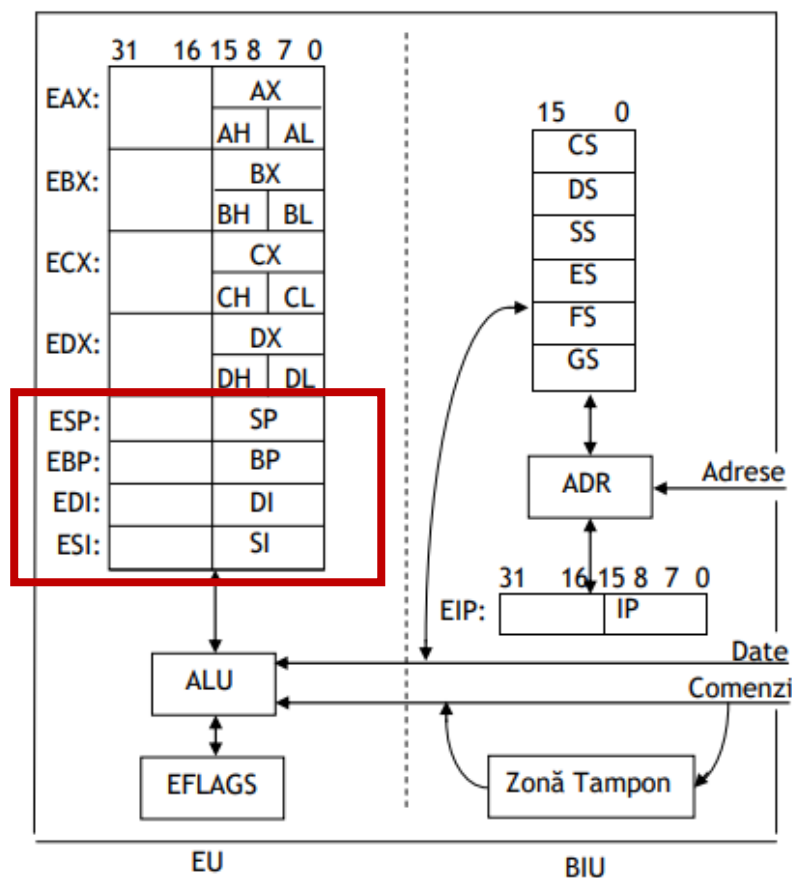 31 16 15 8 7 0
EAX: AX
AH AL
EBX: BX
BH BL
ECX: CX
CH CL
EDX: DX
DH DL
ESP: SP
EBP: BP
EDI: DI
ESI: SI
ALU
EFLAGS
EU
15 0
CS
DS
SS
ES
FS
GS
ADR
Adrese
31 16 15 8 7 0
EIP: IP
Date
Comenzi
Zonă Tampon
BIU